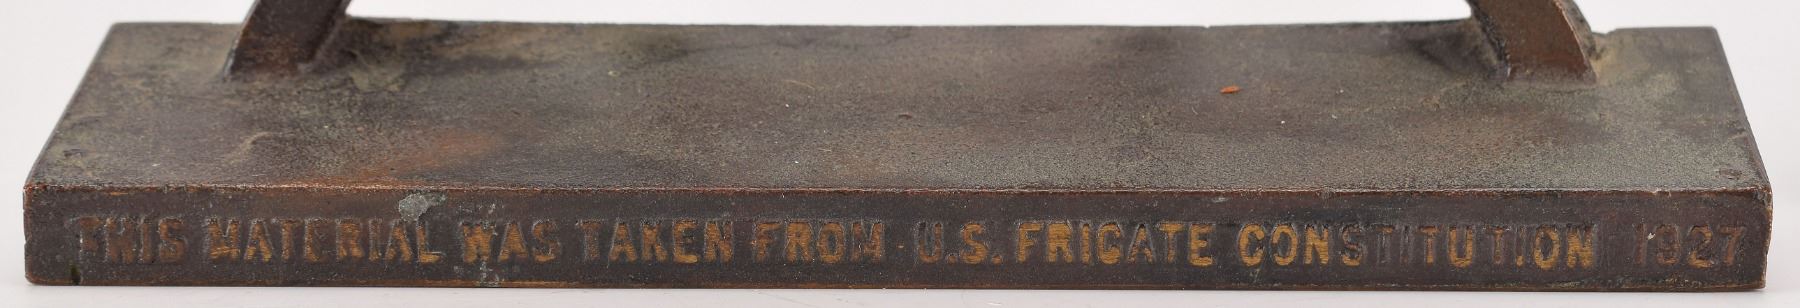 THIS MATERIAL WAS TAKEN FROM U.S. FRIGATE CONSTITUTION 1927